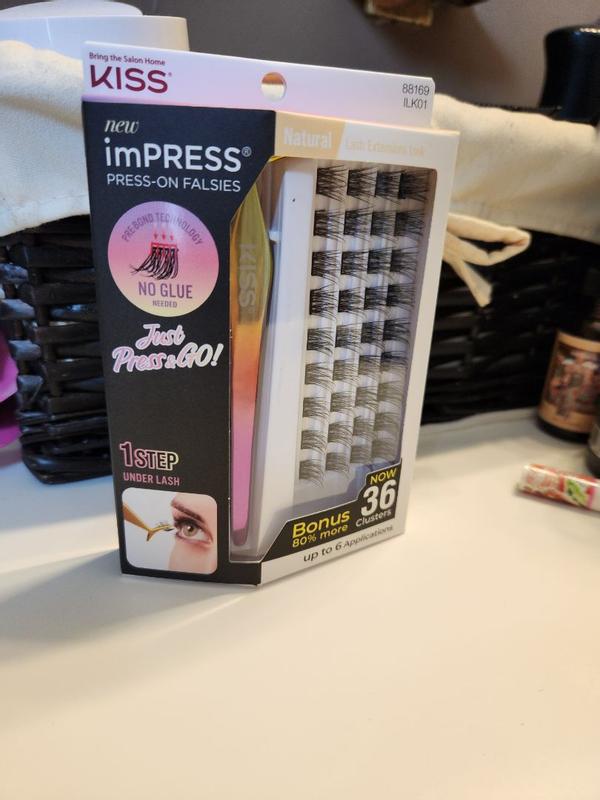 Bring the Salon Home
KISS®
88169
ILK01
new
imPRESS®
PRESS-ON FALSIES
Natural
Lash Extensions Look
PRE-BOND TECHNOLOGY
NO GLUE
NEEDED
KISS
Just
Press & GO!
1 STEP
UNDER LASH
Bonus
80% more
NOW
36
Clusters
up to 6 Applications